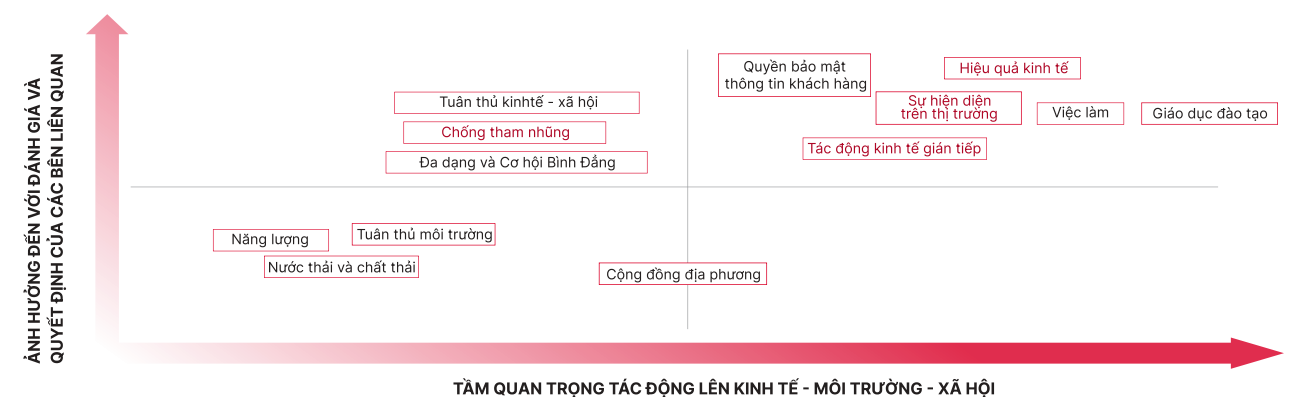 ẢNH HƯỞNG ĐẾN VỚI ĐÁNH GIÁ VÀ
QUYẾT ĐỊNH CỦA CÁC BÊN LIÊN QUAN
Quyền bảo mật
thông tin khách hàng
Hiệu quả kinh tế
Tuân thủ kinhtế - xã hội
Sự hiện diện
trên thị trường
Việc làm
Giáo dục đào tạo
Chống tham nhũng
Tác động kinh tế gián tiếp
Đa dạng và Cơ hội Bình Đẳng
Năng lượng
Tuân thủ môi trường
Nước thải và chất thải
Cộng đồng địa phương
TẦM QUAN TRỌNG TÁC ĐỘNG LÊN KINH TẾ - MÔI TRƯỜNG - XÃ HỘI